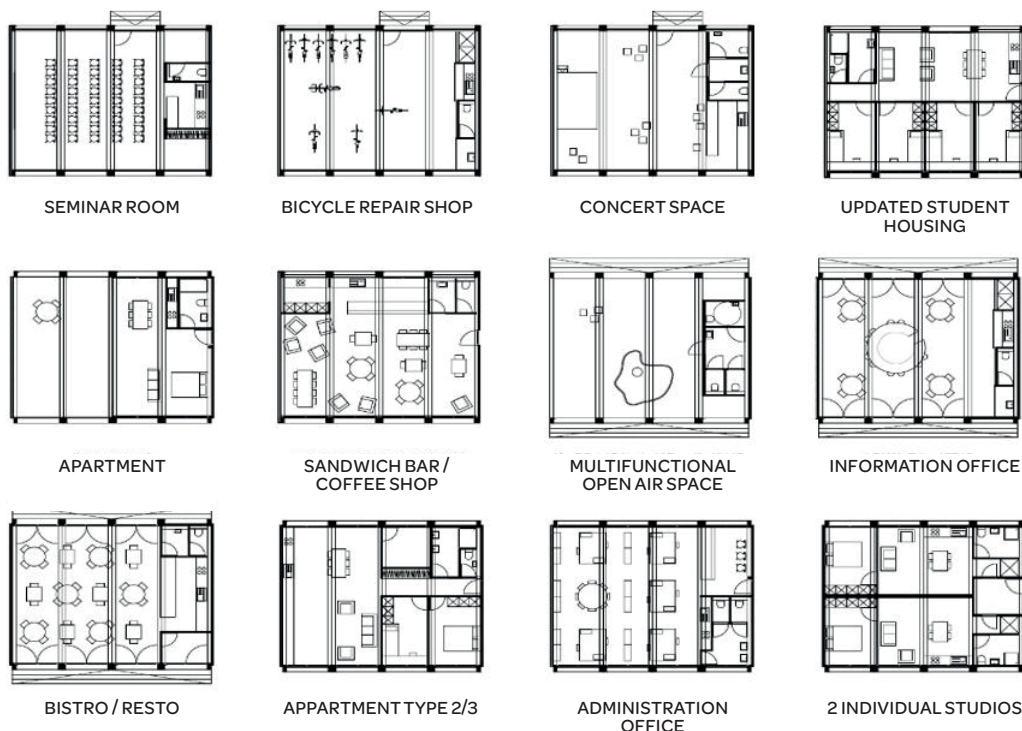 SEMINAR ROOM
BICYCLE REPAIR SHOP
CONCERT SPACE
UPDATED STUDENT
HOUSING
APARTMENT
SANDWICH BAR /
COFFEE SHOP
MULTIFUNCTIONAL
OPEN AIR SPACE
INFORMATION OFFICE
BISTRO / RESTO
APPARTMENT TYPE 2/3
ADMINISTRATION
OFFICE
2 INDIVIDUAL STUDIOS